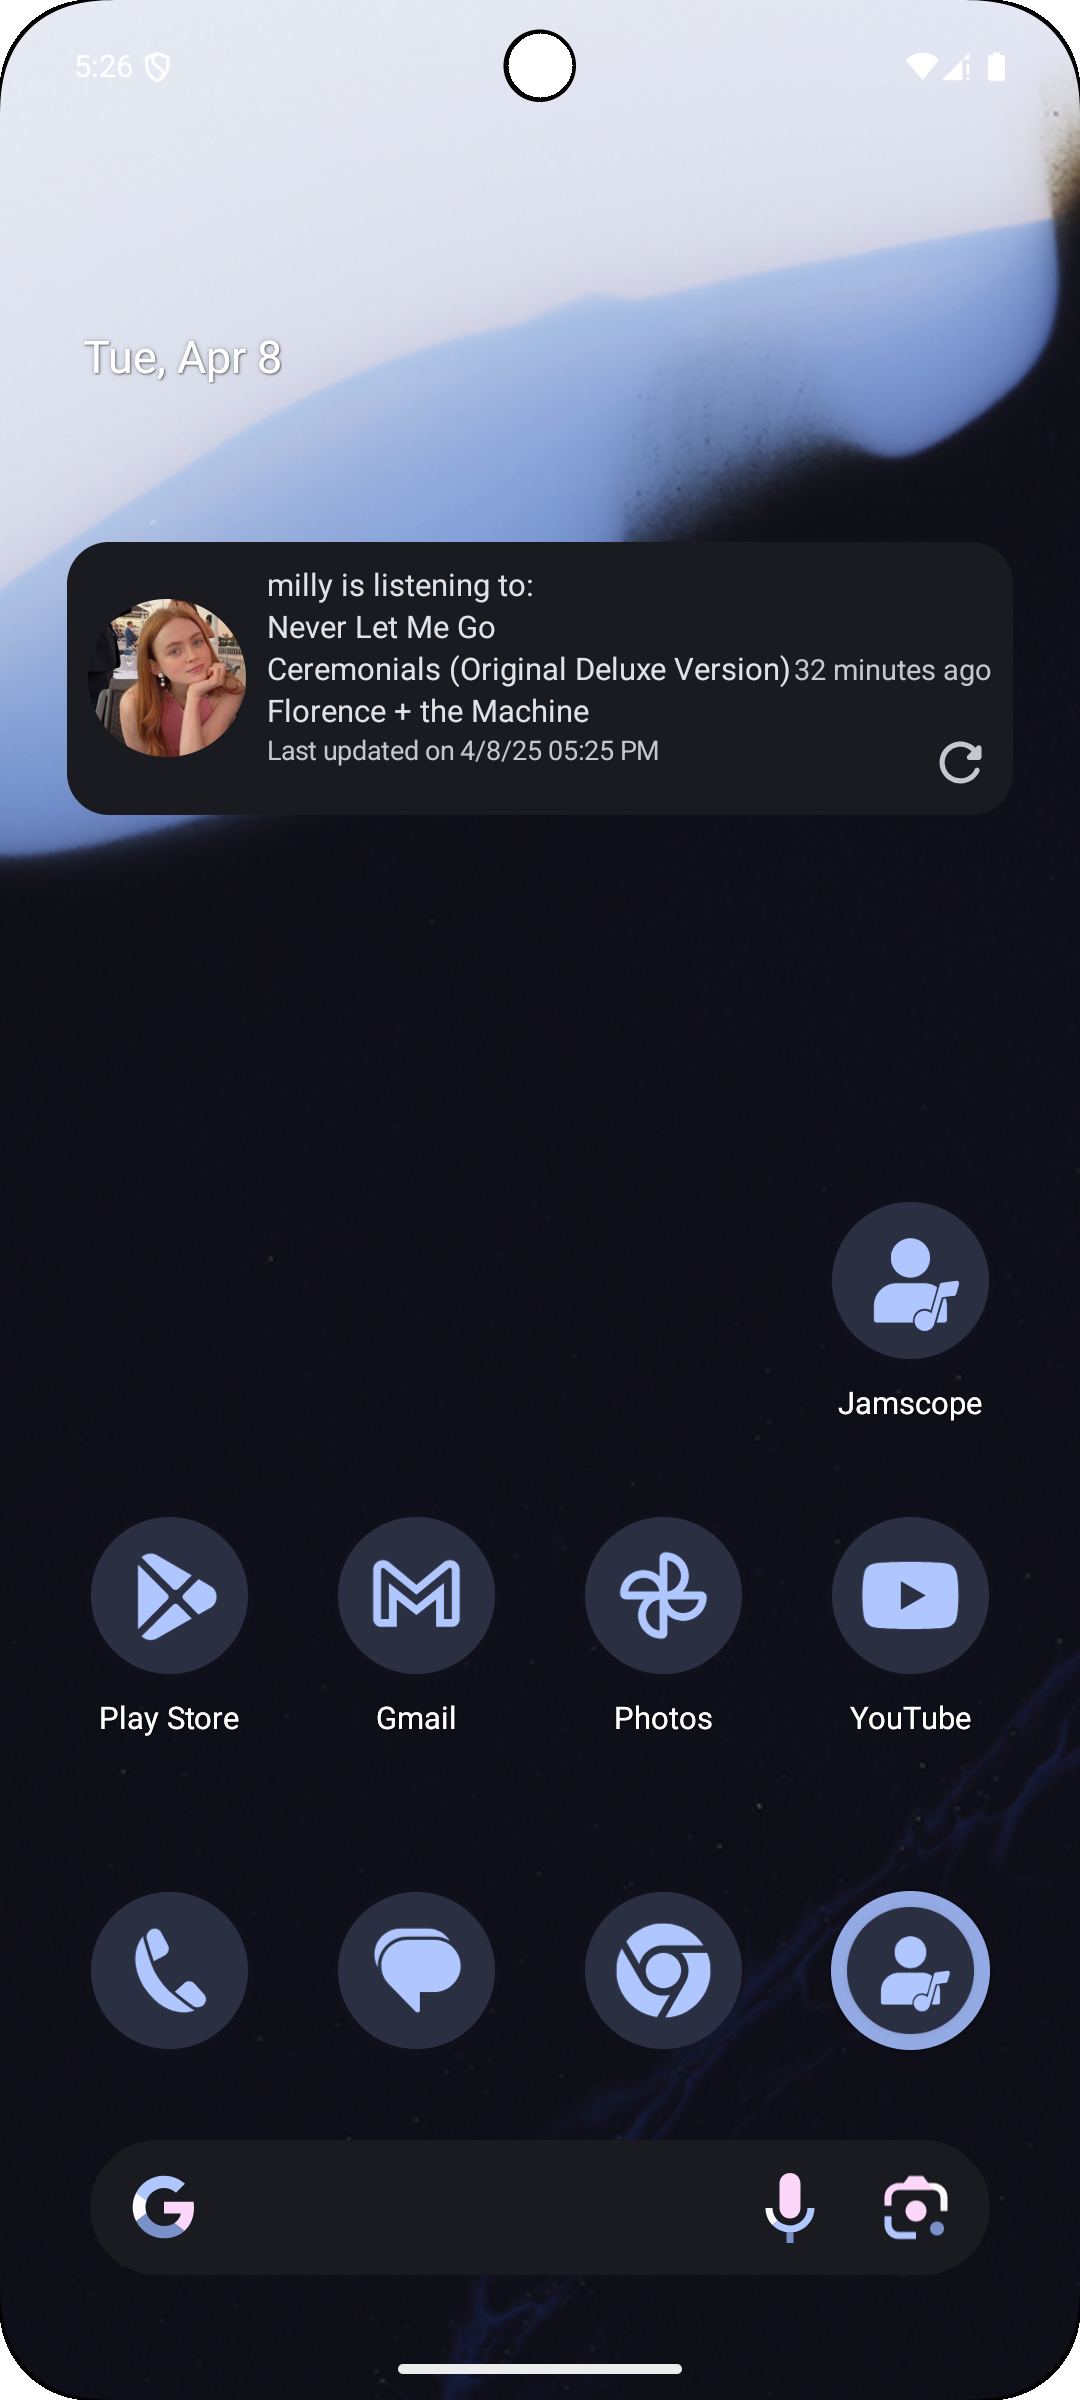 5:26
Tue, Apr 8
milly is listening to:
Never Let Me Go
Ceremonials (Original Deluxe Version) 32 minutes ago
Florence + the Machine
Last updated on 4/8/25 05:25 PM
Jamscope
Play Store Gmail Photos YouTube